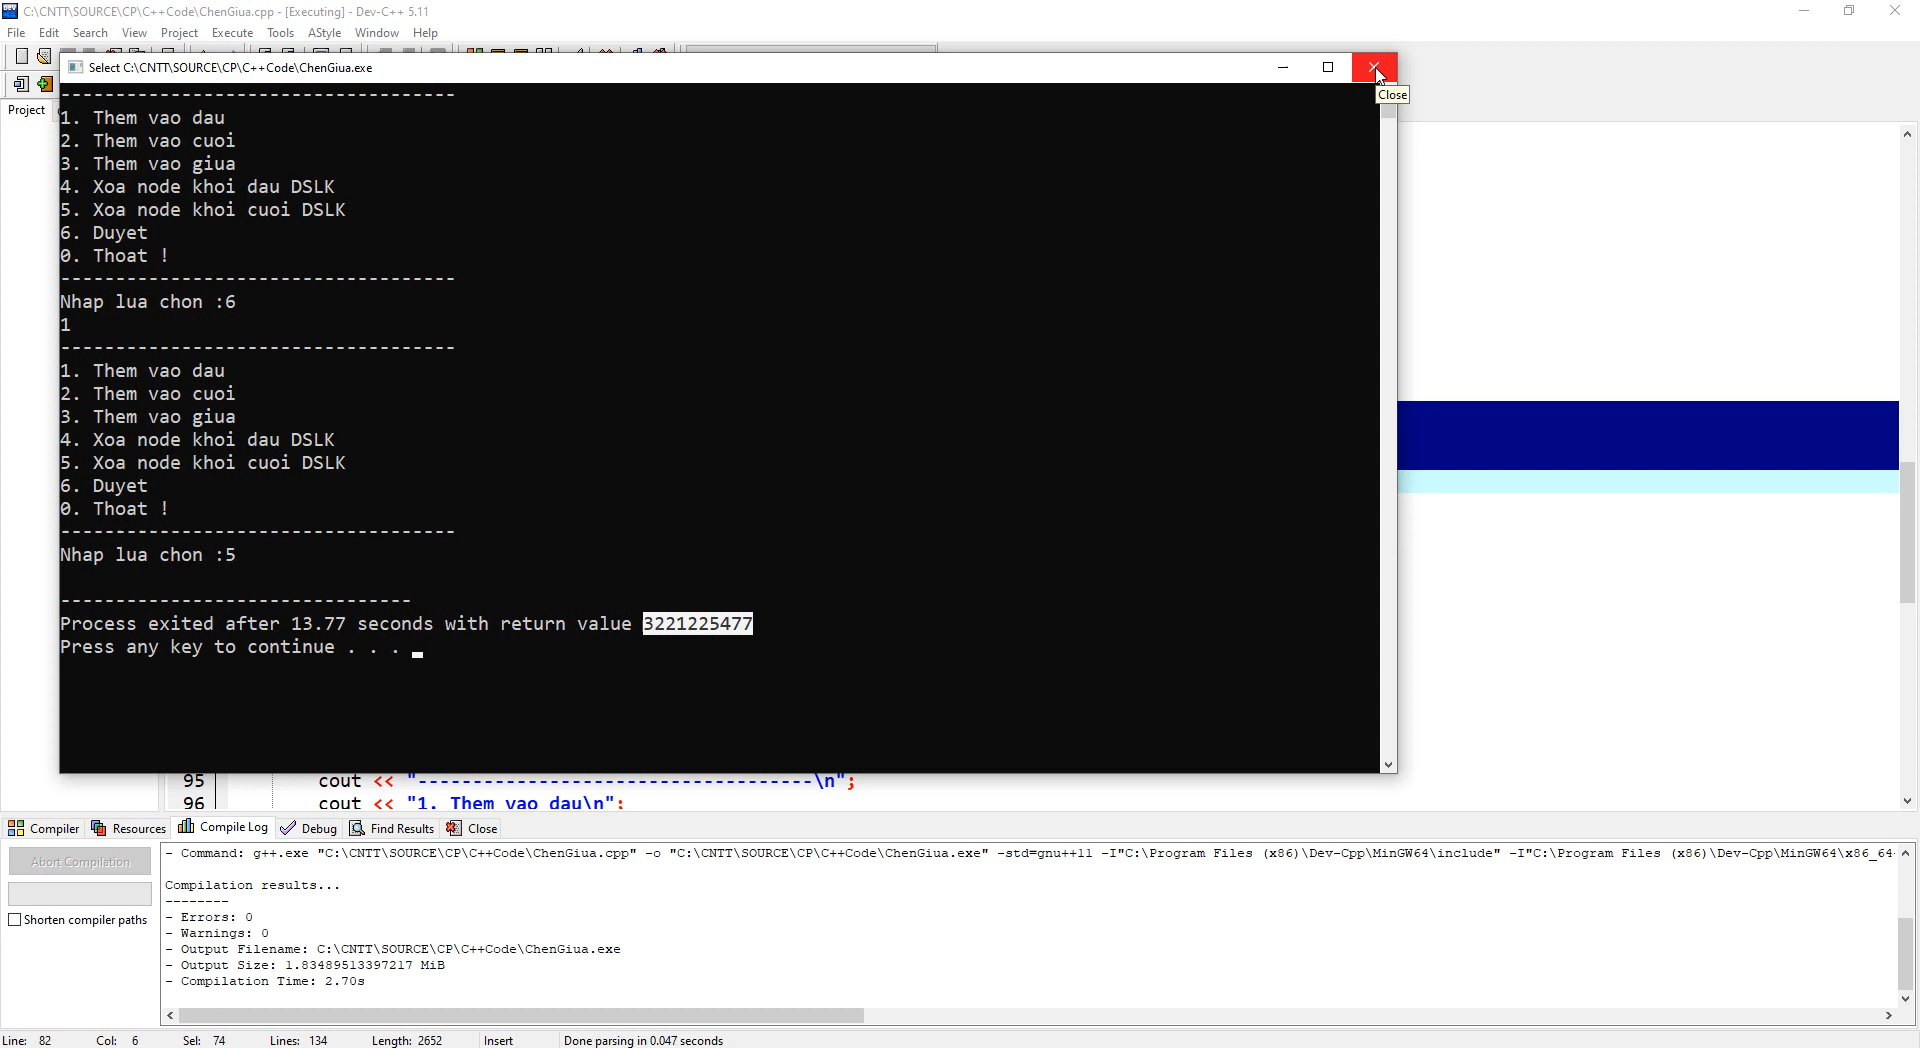 C:\CNTT\SOURCE\CP\C++Code\ChenGiua.cpp - [Executing] - Dev-C++ 5.11
File Edit Search View Project Execute Tools AStyle Window Help
Select C:\CNTT\SOURCE\CP\C++Code\ChenGiua.exe
Close
Project
------------------------------------
1. Them vao dau
2. Them vao cuoi
3. Them vao giua
4. Xoa node khoi dau DSLK
5. Xoa node khoi cuoi DSLK
6. Duyet
0. Thoat !
------------------------------------
Nhap lua chon :6
1
------------------------------------
1. Them vao dau
2. Them vao cuoi
3. Them vao giua
4. Xoa node khoi dau DSLK
5. Xoa node khoi cuoi DSLK
6. Duyet
0. Thoat !
------------------------------------
Nhap lua chon :5
--------------------------------
Process exited after 13.77 seconds with return value 3221225477
Press any key to continue . . .
95 cout << "------------------------------------\n";
96 cout << "1. Them vao dau\n";
Compiler Resources Compile Log Debug Find Results Close
Abort Compilation
Shorten compiler paths
- Command: g++.exe "C:\CNTT\SOURCE\CP\C++Code\ChenGiua.cpp" -o "C:\CNTT\SOURCE\CP\C++Code\ChenGiua.exe" -std=gnu++11 -I"C:\Program Files (x86)\Dev-Cpp\MinGW64\include" -I"C:\Program Files (x86)\Dev-Cpp\MinGW64\x86_64-
Compilation results...
--------
- Errors: 0
- Warnings: 0
- Output Filename: C:\CNTT\SOURCE\CP\C++Code\ChenGiua.exe
- Output Size: 1.83489513397217 MiB
- Compilation Time: 2.70s
Line: 82 Col: 6 Sel: 74 Lines: 134 Length: 2652 Insert Done parsing in 0.047 seconds